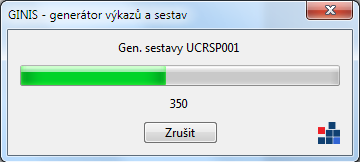 GINIS - generátor výkazů a sestav
Gen. sestavy UCRSP001
350
Zrušit